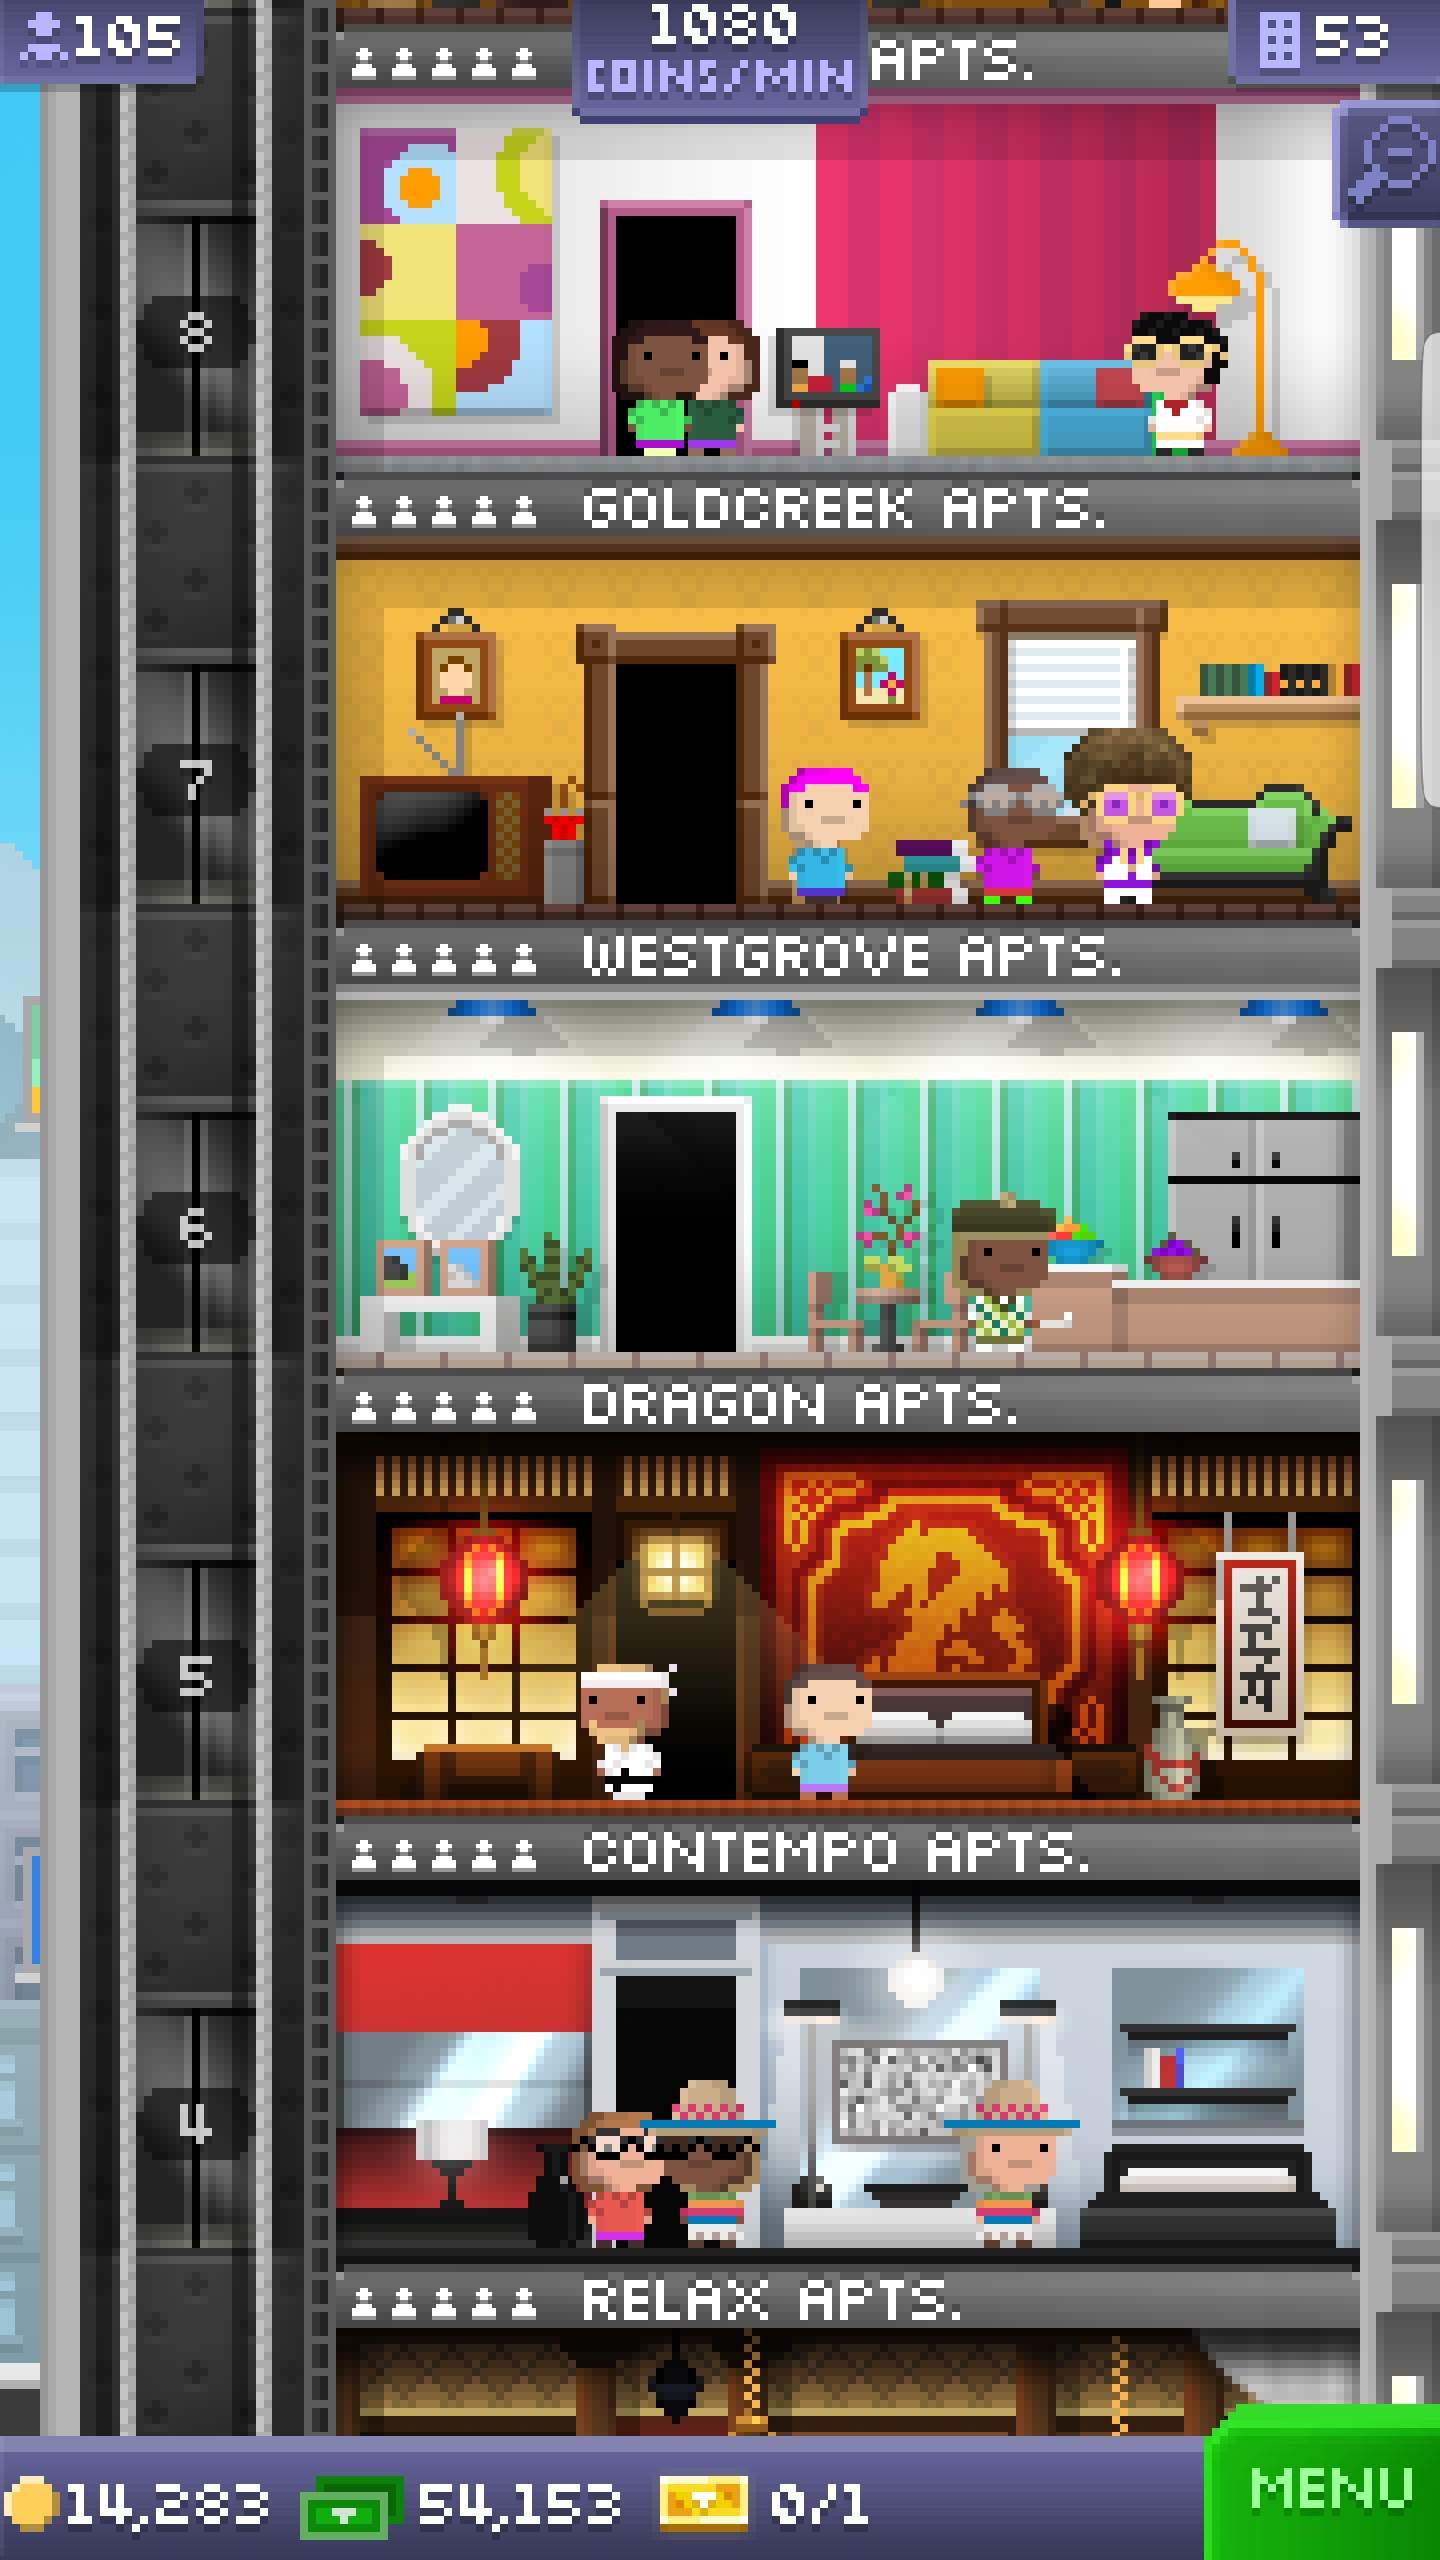 105
1080
COINS/MIN
53
APTS.
8
GOLDCREEK APTS.
7
WESTGROVE APTS.
6
DRAGON APTS.
5
CONTEMPO APTS.
4
RELAX APTS.
14,283
54,153
0/1
MENU